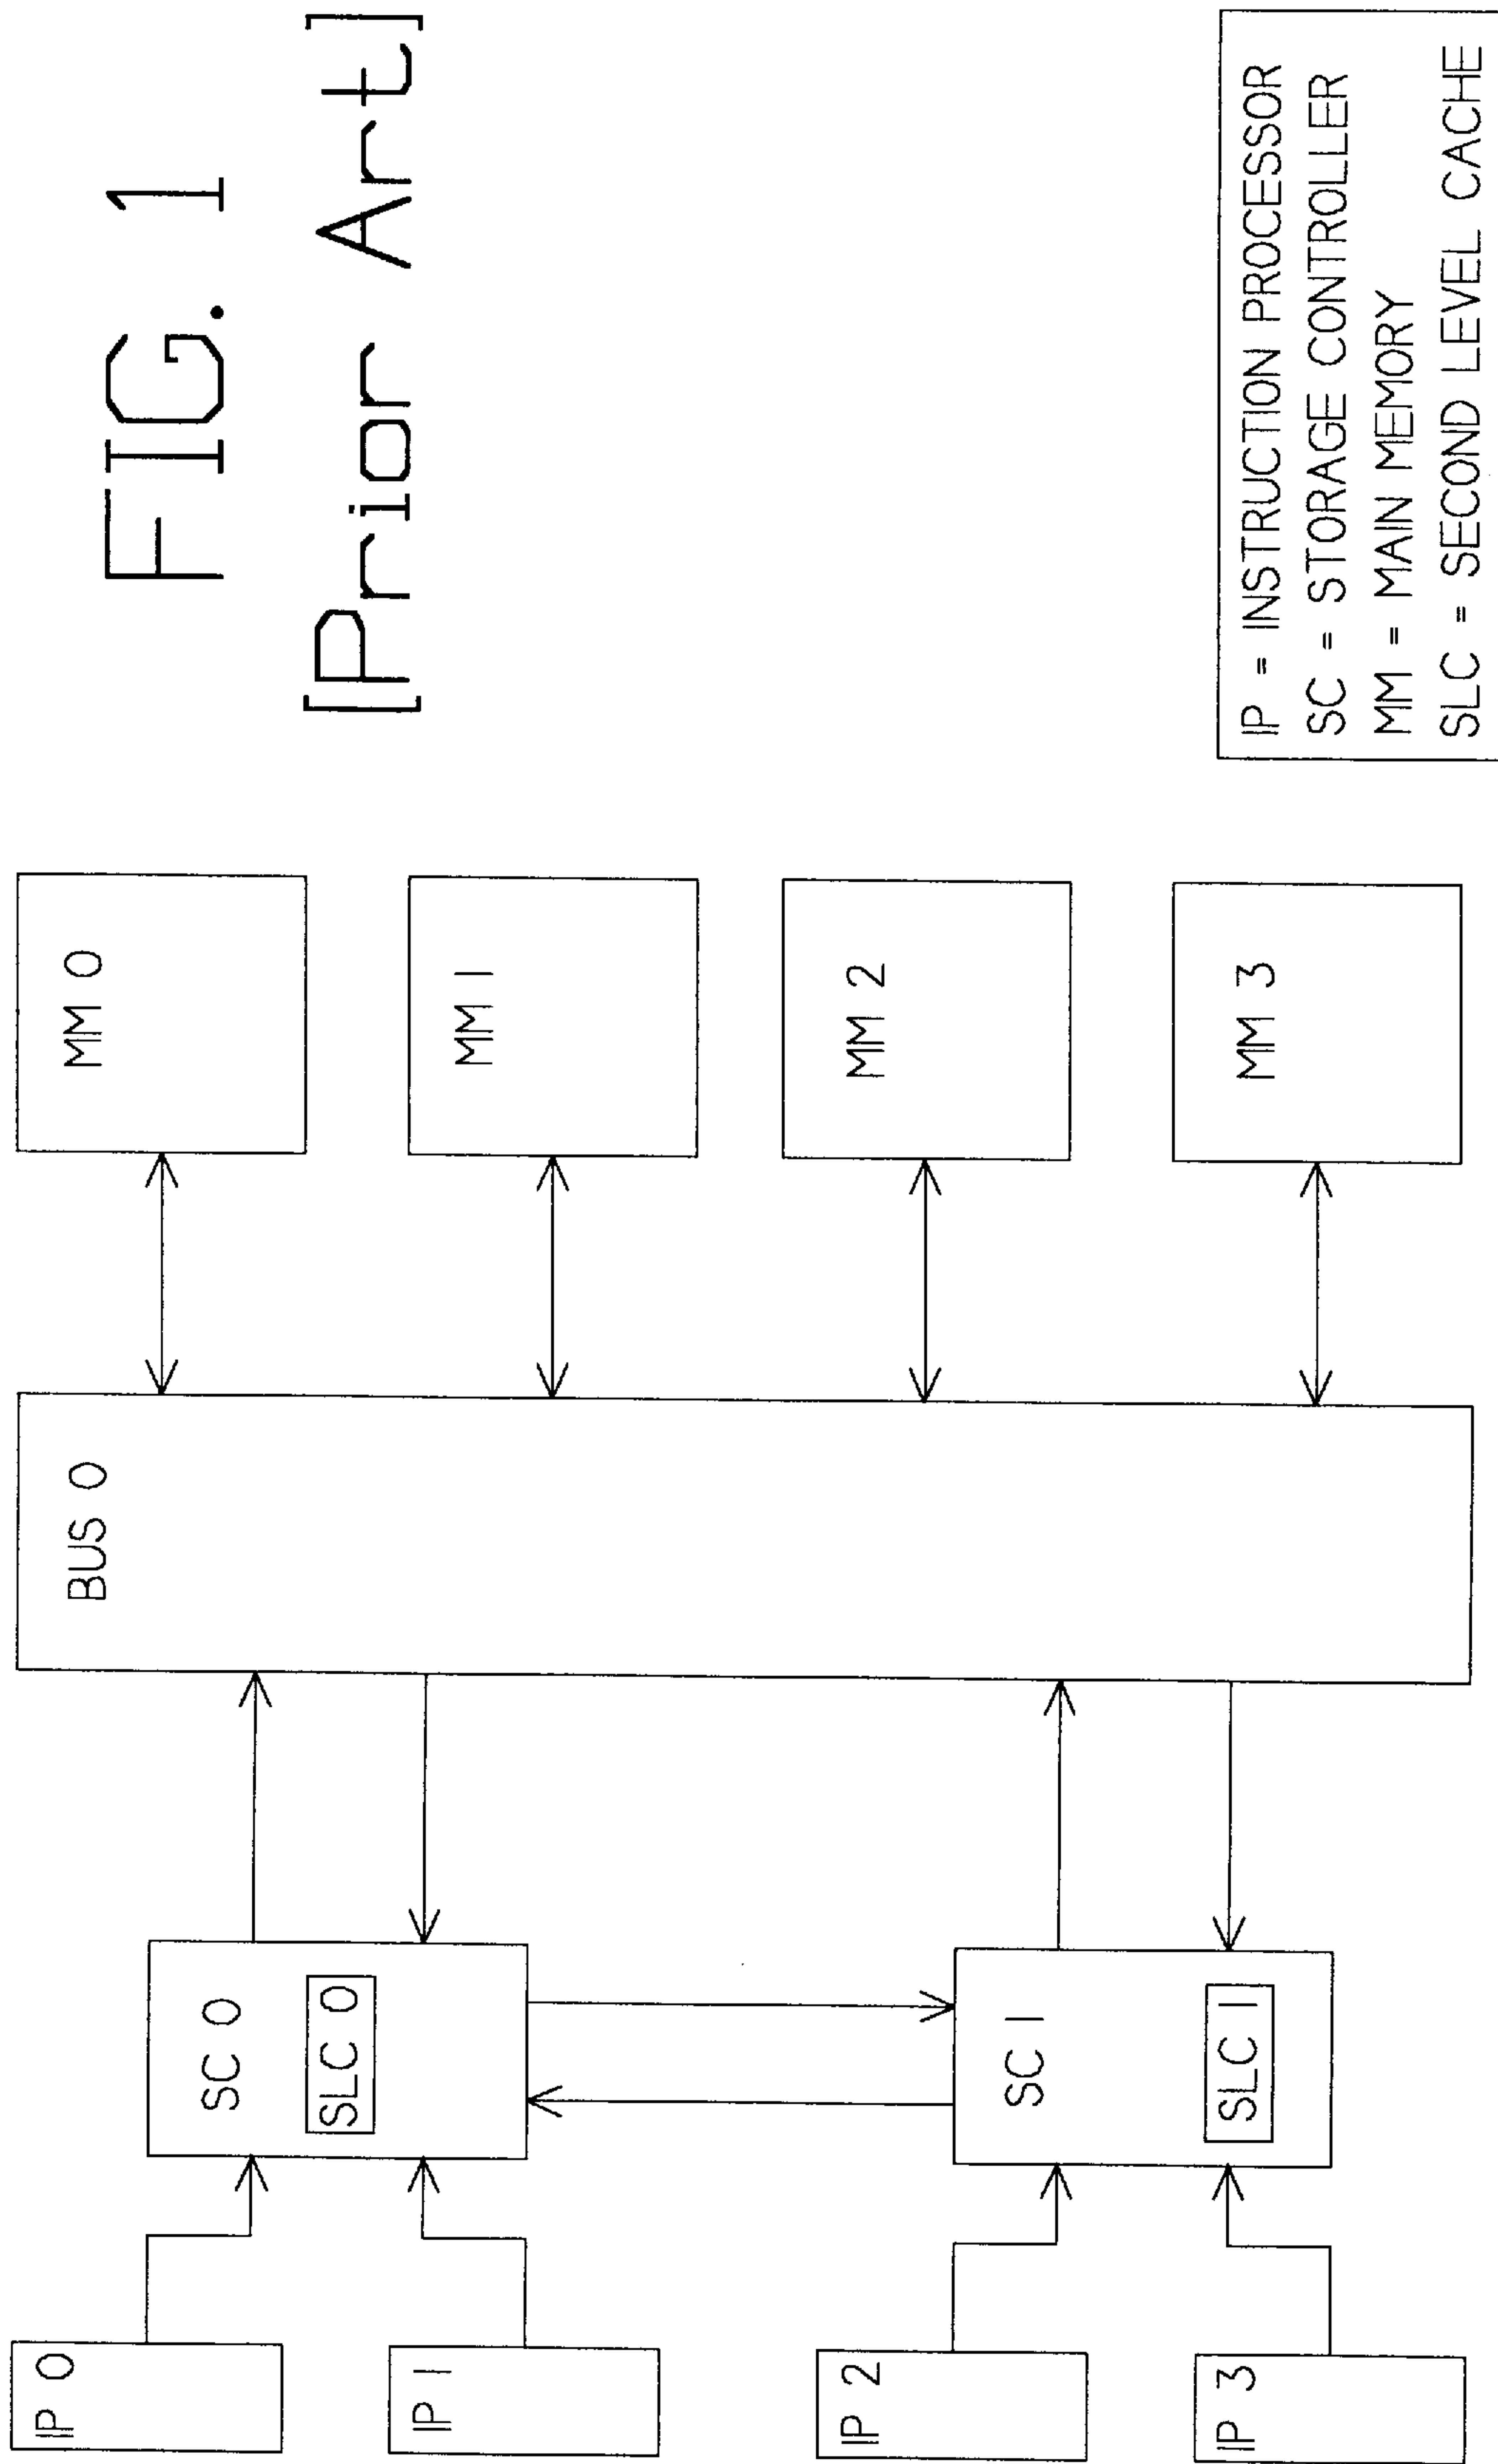 FIG. 1
[Prior Art]
IP 0
IP 1
IP 2
IP 3
SC 0
SLC 0
SC 1
SLC 1
BUS 0
MM 0
MM 1
MM 2
MM 3
IP = INSTRUCTION PROCESSOR
SC = STORAGE CONTROLLER
MM = MAIN MEMORY
SLC = SECOND LEVEL CACHE